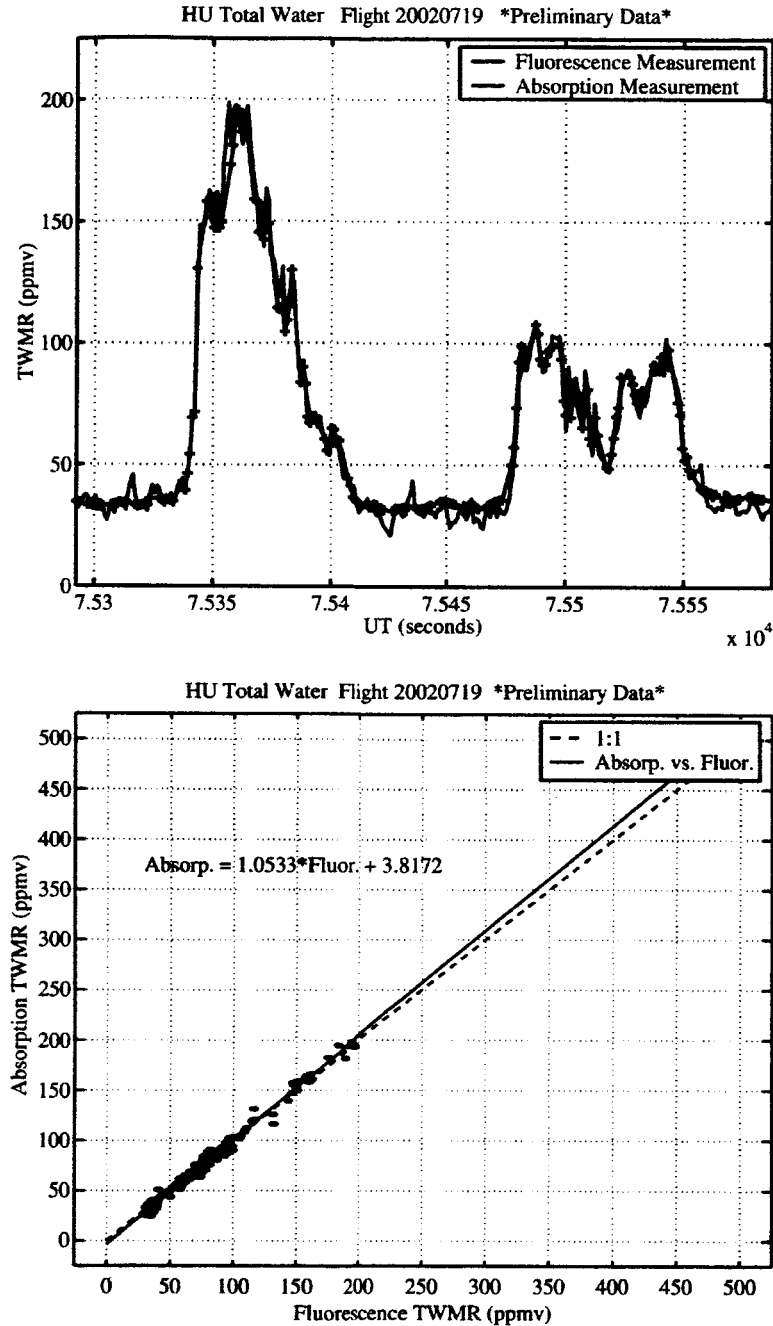 HU Total Water Flight 20020719 *Preliminary Data*
Fluorescence Measurement
Absorption Measurement
TWMR (ppmv)
200
150
100
50
0
7.53 7.535 7.54 7.545 7.55 7.555
UT (seconds)
x 10⁴
HU Total Water Flight 20020719 *Preliminary Data*
1:1
Absorp. vs. Fluor.
Absorp. = 1.0533*Fluor. + 3.8172
Absorption TWMR (ppmv)
500
450
400
350
300
250
200
150
100
50
0
0 50 100 150 200 250 300 350 400 450 500
Fluorescence TWMR (ppmv)